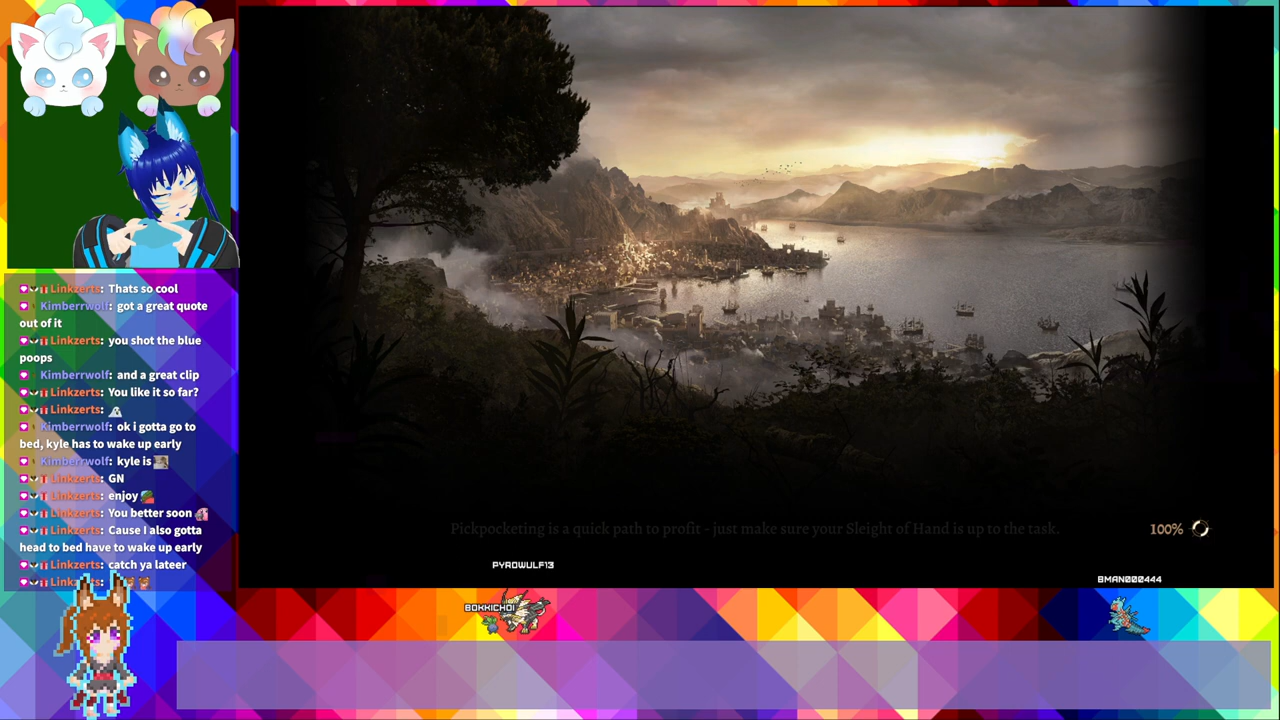 Linkzerts: Thats so cool
Kimberrwolf: got a great quote
out of it
Linkzerts: you shot the blue
poops
Kimberrwolf: and a great clip
Linkzerts: You like it so far?
Linkzerts:
Kimberrwolf: ok i gotta go to
bed, kyle has to wake up early
Kimberrwolf: kyle is
Linkzerts: GN
Linkzerts: enjoy
Linkzerts: You better soon
Linkzerts: Cause I also gotta
head to bed have to wake up early
Linkzerts: catch ya lateer
Pickpocketing is a quick path to profit - just make sure your Sleight of Hand is up to the task.
100%
PYROWULF13
BMAN000444
BOKKICHOI